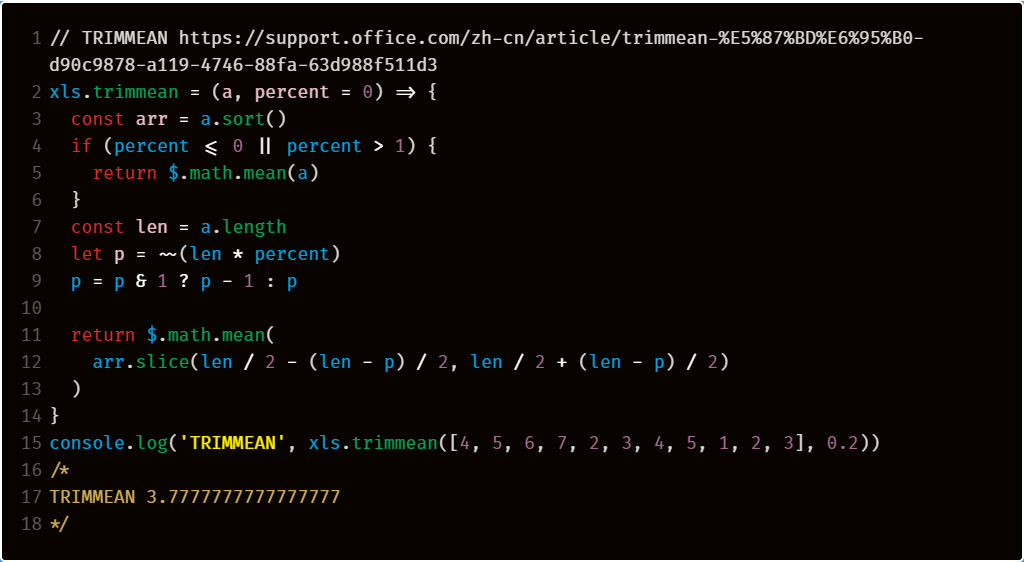 1 // TRIMMEAN https://support.office.com/zh-cn/article/trimmean-%E5%87%BD%E6%95%B0-
d90c9878-a119-4746-88fa-63d988f511d3
2 xls.trimmean = (a, percent = 0) => {
3   const arr = a.sort()
4   if (percent <= 0 || percent > 1) {
5     return $.math.mean(a)
6   }
7   const len = a.length
8   let p = ~~(len * percent)
9   p = p & 1 ? p - 1 : p
10
11   return $.math.mean(
12     arr.slice(len / 2 - (len - p) / 2, len / 2 + (len - p) / 2)
13   )
14 }
15 console.log('TRIMMEAN', xls.trimmean([4, 5, 6, 7, 2, 3, 4, 5, 1, 2, 3], 0.2))
16 /*
17 TRIMMEAN 3.7777777777777777
18 */